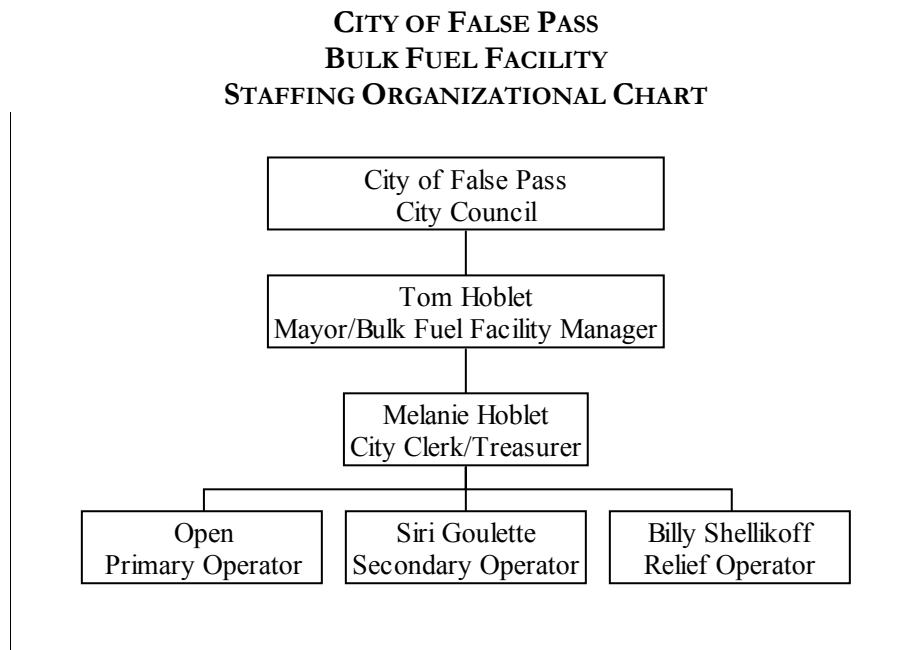 CITY OF FALSE PASS
BULK FUEL FACILITY
STAFFING ORGANIZATIONAL CHART
City of False Pass
City Council
Tom Hoblet
Mayor/Bulk Fuel Facility Manager
Melanie Hoblet
City Clerk/Treasurer
Open
Primary Operator
Siri Goulette
Secondary Operator
Billy Shellikoff
Relief Operator